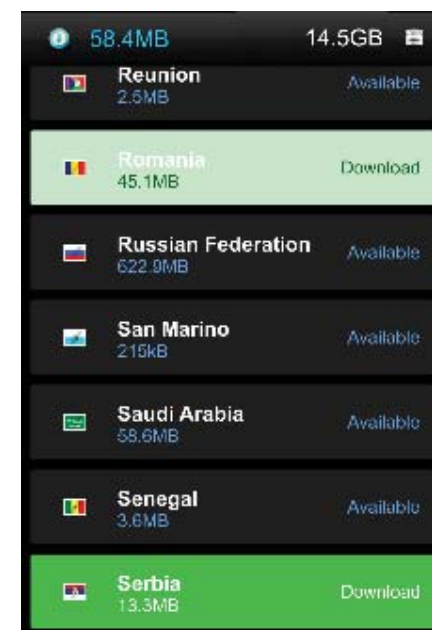 58.4MB 14.5GB
Reunion
2.5MB
Available
Romania
45.1MB
Download
Russian Federation
622.9MB
Available
San Marino
215kB
Available
Saudi Arabia
58.6MB
Available
Senegal
3.6MB
Available
Serbia
13.3MB
Download